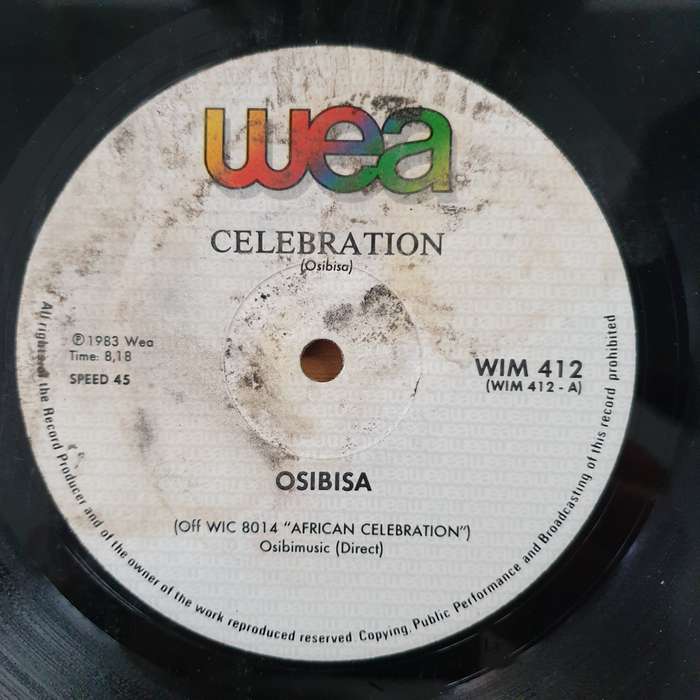 wea
CELEBRATION
(Osibisa)
℗1983 Wea
Time: 8,18
SPEED 45
WIM 412
(WIM 412 - A)
OSIBISA
(Off WIC 8014 "AFRICAN CELEBRATION")
Osibimusic (Direct)
All rights the Record Producer and of the owner of the work reproduced reserved Copying, Public Performance and Broadcasting of this record prohibited